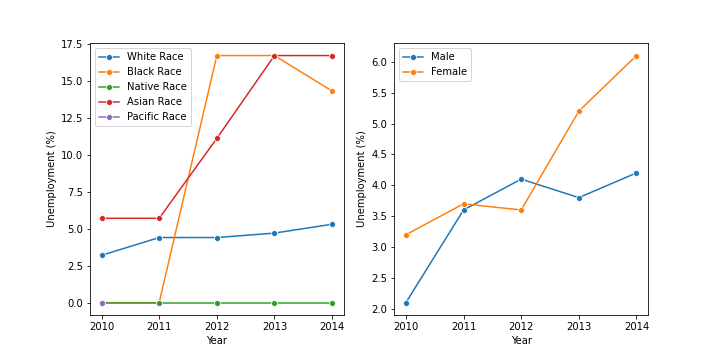 17.5
15.0
12.5
10.0
7.5
5.0
2.5
0.0
Unemployment (%)
White Race
Black Race
Native Race
Asian Race
Pacific Race
2010 2011 2012 2013 2014
Year
6.0
5.5
5.0
4.5
4.0
3.5
3.0
2.5
2.0
Unemployment (%)
Male
Female
2010 2011 2012 2013 2014
Year